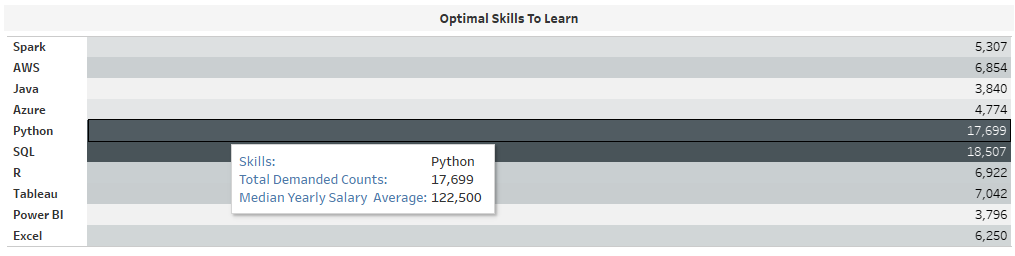 Optimal Skills To Learn
Spark 5,307
AWS 6,854
Java 3,840
Azure 4,774
Python 17,699
SQL 18,507
Skills: Python
R 6,922
Total Demanded Counts: 17,699
Tableau 7,042
Median Yearly Salary Average: 122,500
Power BI 3,796
Excel 6,250